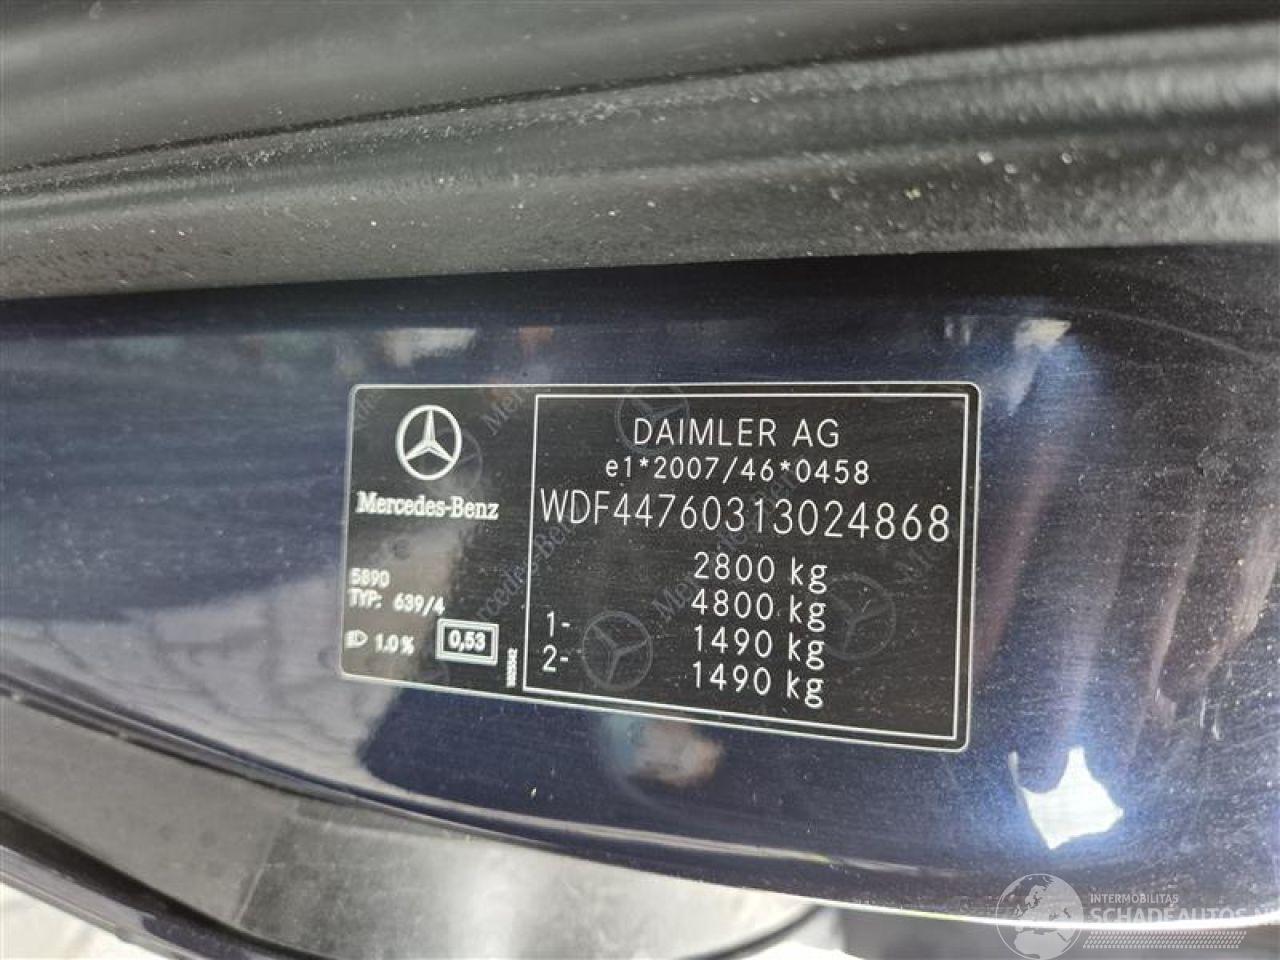 Mercedes-Benz
5890
TYP: 639/4
1.0 %
0,53
DAIMLER AG
e1*2007/46*0458
WDF44760313024868
2800 kg
4800 kg
1- 1490 kg
2- 1490 kg
INTERMOBILITAS
SCHADEAUTOS.NL